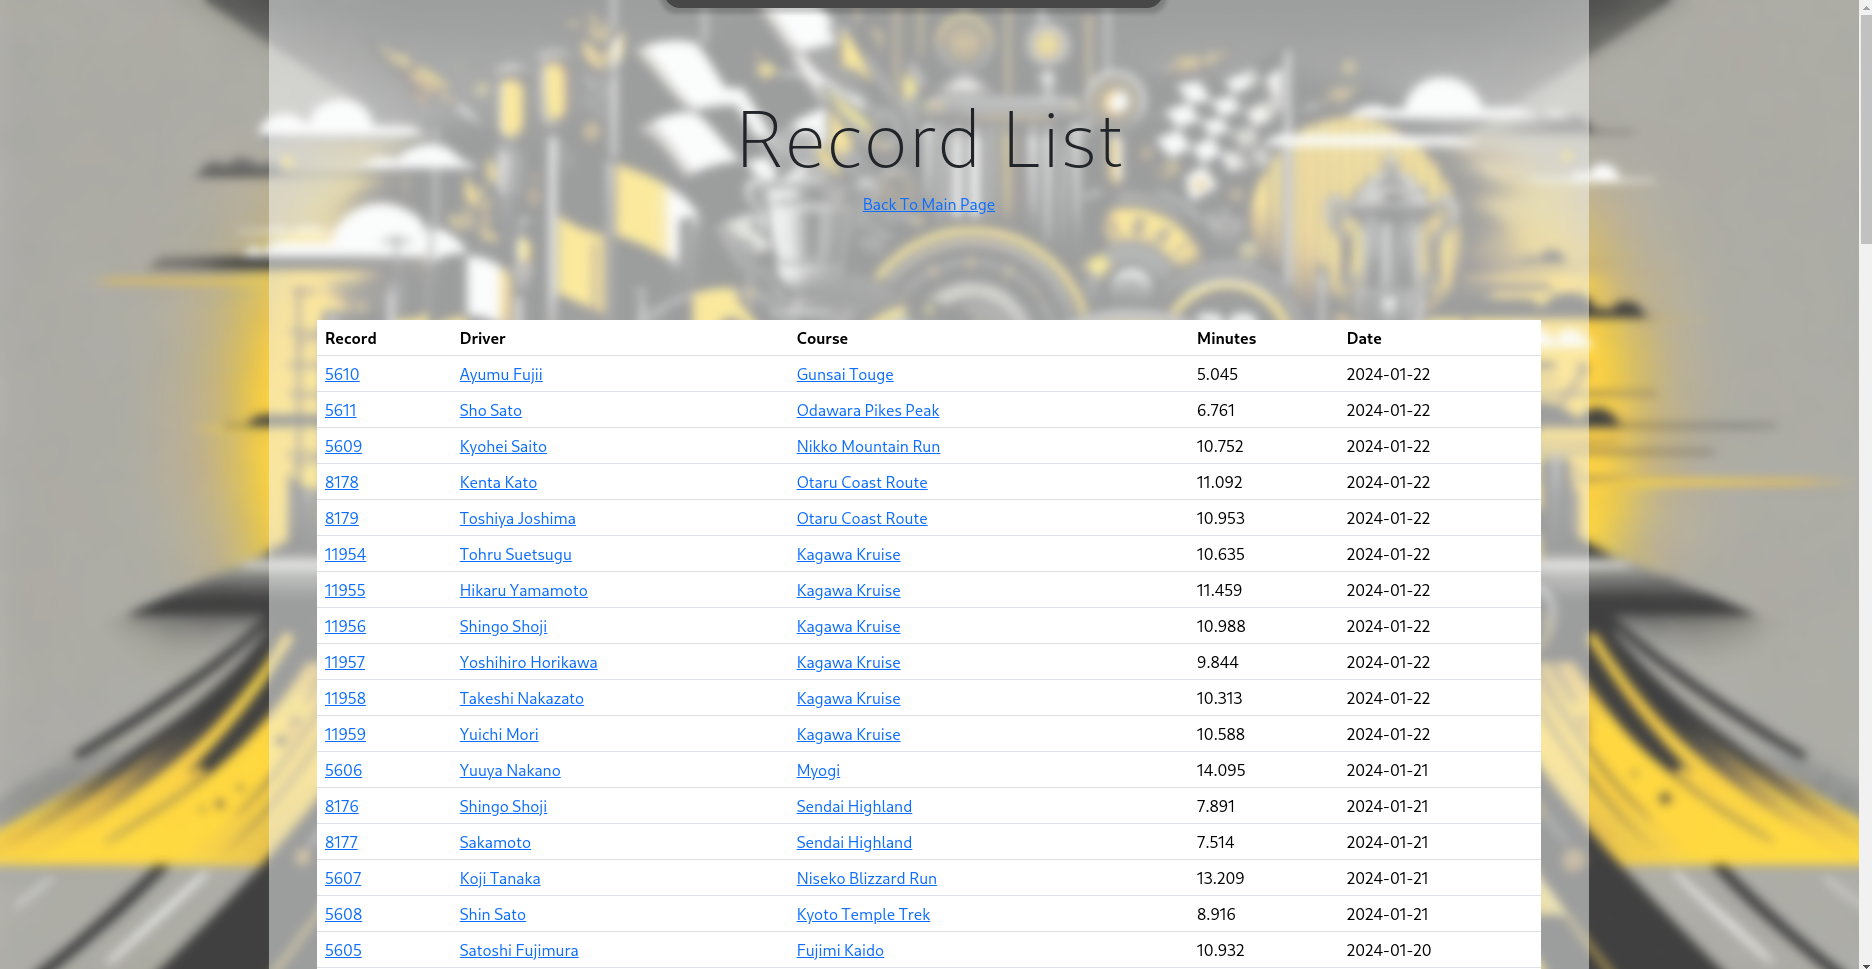 Record List
Back To Main Page
Record Driver Course Minutes Date
5610 Ayumu Fujii Gunsai Touge 5.045 2024-01-22
5611 Sho Sato Odawara Pikes Peak 6.761 2024-01-22
5609 Kyohei Saito Nikko Mountain Run 10.752 2024-01-22
8178 Kenta Kato Otaru Coast Route 11.092 2024-01-22
8179 Toshiya Joshima Otaru Coast Route 10.953 2024-01-22
11954 Tohru Suetsugu Kagawa Kruise 10.635 2024-01-22
11955 Hikaru Yamamoto Kagawa Kruise 11.459 2024-01-22
11956 Shingo Shoji Kagawa Kruise 10.988 2024-01-22
11957 Yoshihiro Horikawa Kagawa Kruise 9.844 2024-01-22
11958 Takeshi Nakazato Kagawa Kruise 10.313 2024-01-22
11959 Yuichi Mori Kagawa Kruise 10.588 2024-01-22
5606 Yuuya Nakano Myogi 14.095 2024-01-21
8176 Shingo Shoji Sendai Highland 7.891 2024-01-21
8177 Sakamoto Sendai Highland 7.514 2024-01-21
5607 Koji Tanaka Niseko Blizzard Run 13.209 2024-01-21
5608 Shin Sato Kyoto Temple Trek 8.916 2024-01-21
5605 Satoshi Fujimura Fujimi Kaido 10.932 2024-01-20